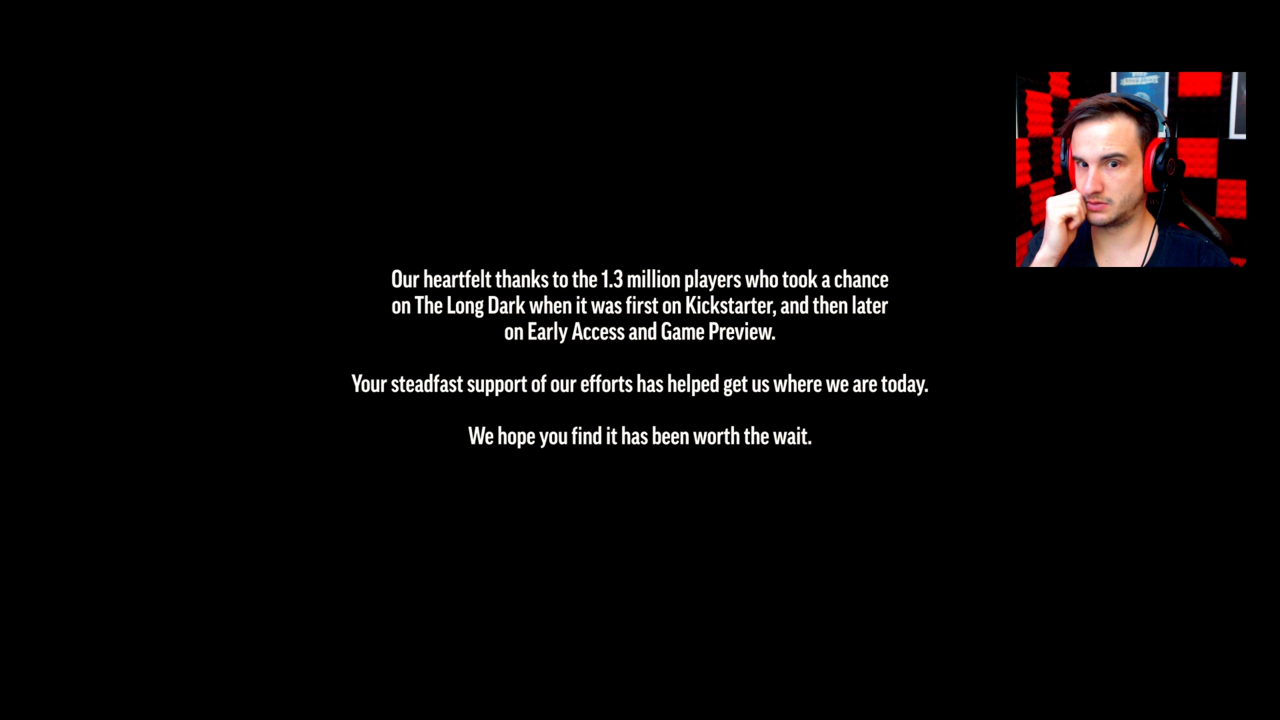 Our heartfelt thanks to the 1.3 million players who took a chance
on The Long Dark when it was first on Kickstarter, and then later
on Early Access and Game Preview.
Your steadfast support of our efforts has helped get us where we are today.
We hope you find it has been worth the wait.